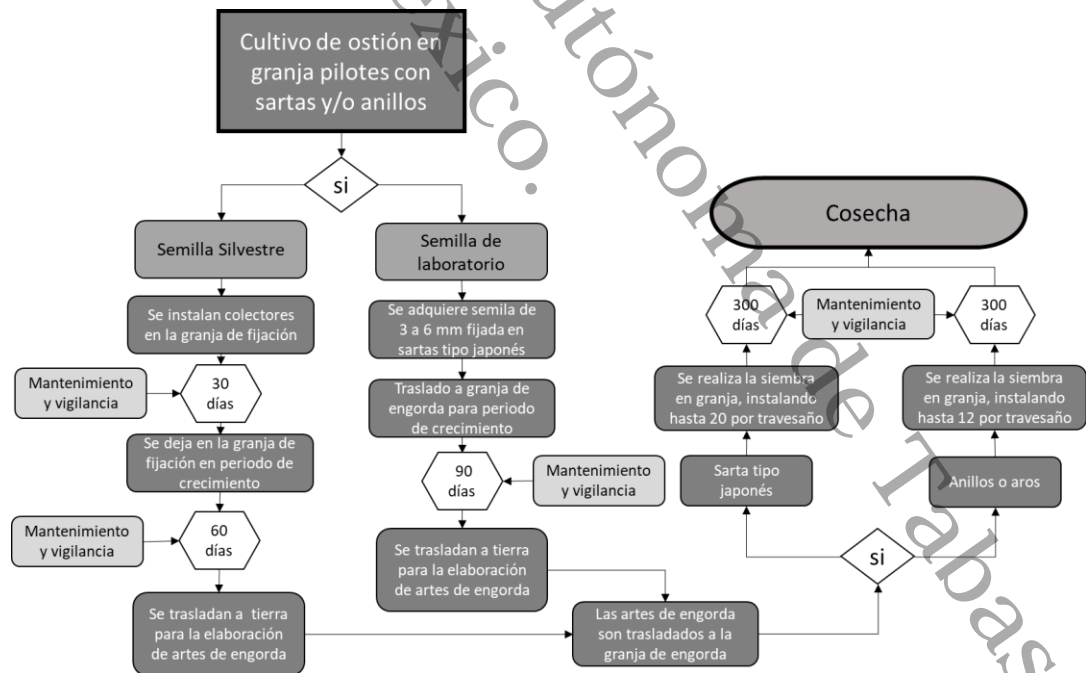 Cultivo de ostión en
granja pilotes con
sartas y/o anillos
si
Semilla Silvestre
Se instalan colectores
en la granja de fijación
Mantenimiento
y vigilancia
30
días
Se deja en la granja de
fijación en periodo de
crecimiento
Mantenimiento
y vigilancia
60
días
Se trasladan a tierra
para la elaboración
de artes de engorda
Semilla de
laboratorio
Se adquiere semila de
3 a 6 mm fijada en
sartas tipo japonés
Traslado a granja de
engorda para periodo
de crecimiento
90
días
Mantenimiento
y vigilancia
Se trasladan a tierra
para la elaboración
de artes de engorda
Las artes de engorda
son trasladados a la
granja de engorda
si
Sarta tipo
japonés
Anillos o aros
Se realiza la siembra
en granja, instalando
hasta 20 por travesaño
Se realiza la siembra
en granja, instalando
hasta 12 por travesaño
300
días
Mantenimiento
y vigilancia
300
días
Cosecha
utónoma de Tabas
exico.